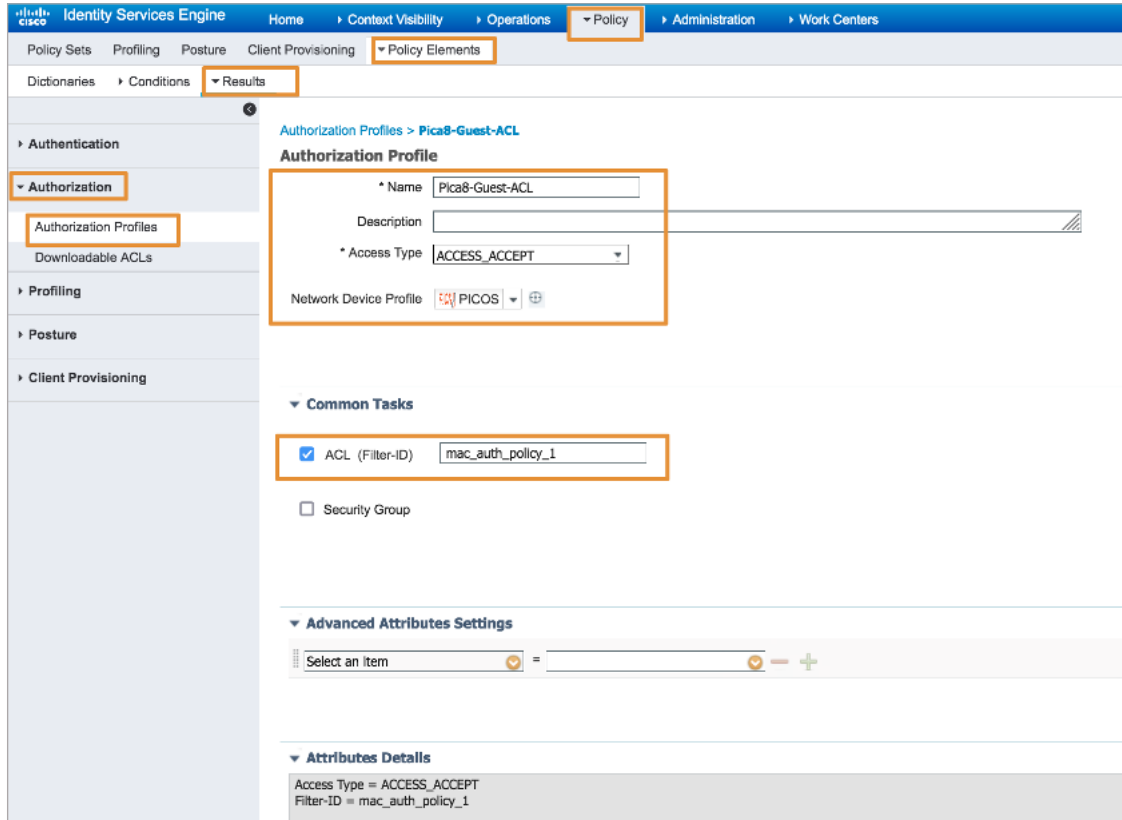 cisco Identity Services Engine Home Context Visibility Operations Policy Administration Work Centers
Policy Sets Profiling Posture Client Provisioning Policy Elements
Dictionaries Conditions Results
Authentication
Authorization
Authorization Profiles
Downloadable ACLs
Profiling
Posture
Client Provisioning
Authorization Profiles > Pica8-Guest-ACL
Authorization Profile
* Name Pica8-Guest-ACL
Description
* Access Type ACCESS_ACCEPT
Network Device Profile PICOS
Common Tasks
ACL (Filter-ID) mac_auth_policy_1
Security Group
Advanced Attributes Settings
Select an item =
Attributes Details
Access Type = ACCESS_ACCEPT
Filter-ID = mac_auth_policy_1